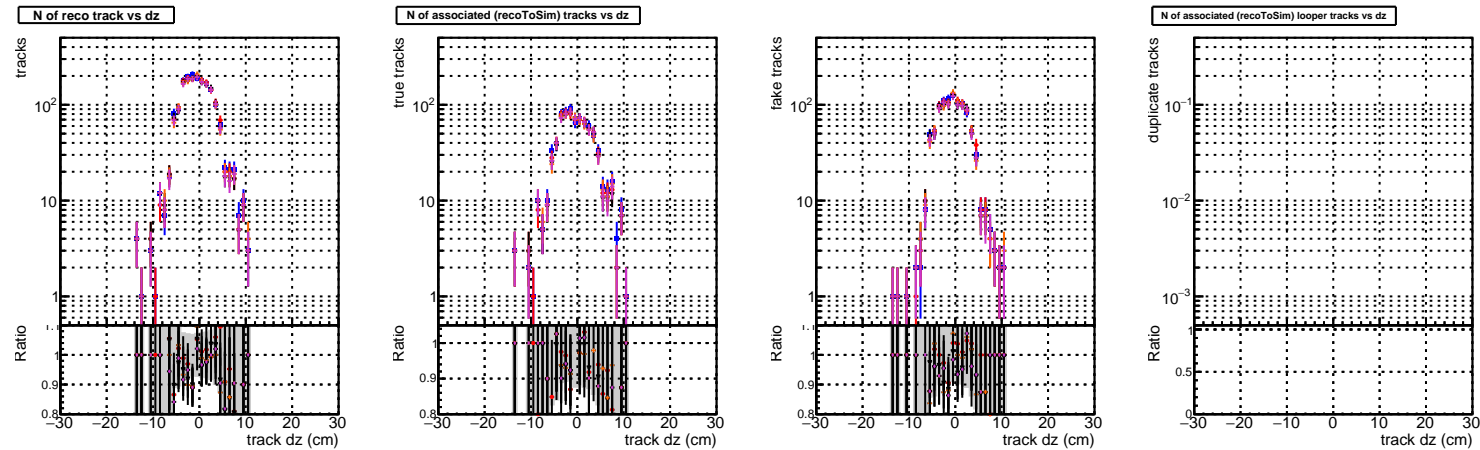 N of reco track vs dz
N of associated (recoToSim) tracks vs dz
N of associated (recoToSim) looper tracks vs dz
tracks
10²
10
1
Ratio
1
0.9
0.8
−30 −20 −10 0 10 20 30
track dz (cm)
true tracks
10²
10
1
Ratio
1
0.9
0.8
−30 −20 −10 0 10 20 30
track dz (cm)
fake tracks
10²
10
1
Ratio
1
0.9
0.8
−30 −20 −10 0 10 20 30
track dz (cm)
duplicate tracks
10⁻¹
10⁻²
10⁻³
Ratio
1
0.5
0
−30 −20 −10 0 10 20 30
track dz (cm)